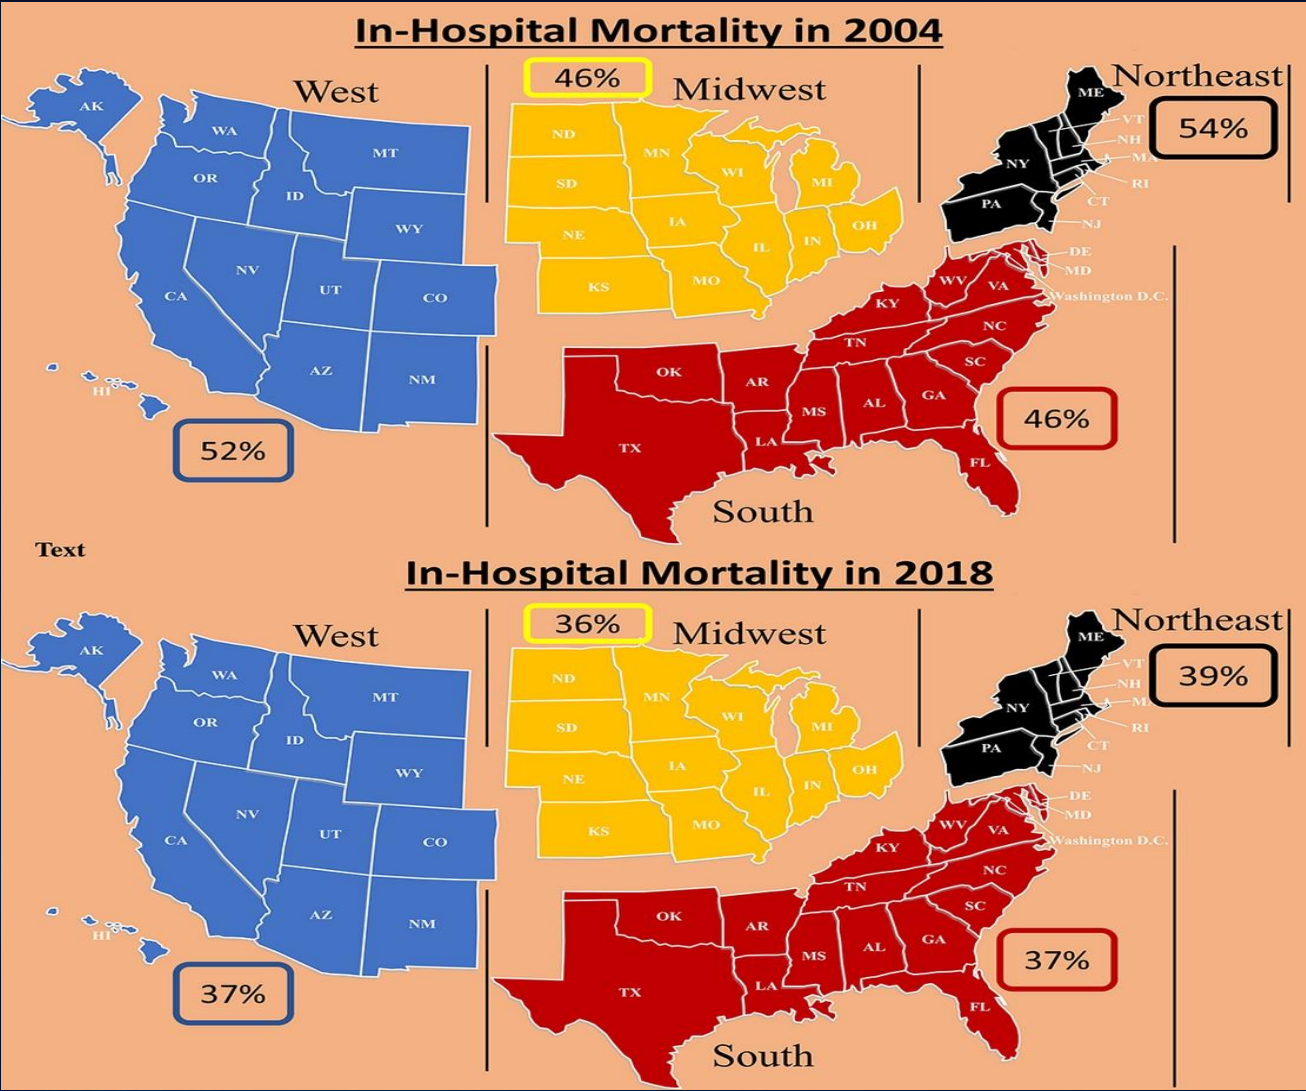 In-Hospital Mortality in 2004
West
46%
Midwest
Northeast
54%
AK
WA
MT
OR
ID
WY
NV
UT
CO
CA
AZ
NM
HI
52%
ND
MN
WI
MI
SD
IA
NE
IL
IN
OH
KS
MO
ME
VT
NH
NY
MA
RI
PA
CT
NJ
DE
MD
WV
VA
Washington D.C.
KY
NC
TN
SC
OK
AR
MS
AL
GA
TX
LA
FL
46%
South
Text
In-Hospital Mortality in 2018
West
36%
Midwest
Northeast
39%
AK
WA
MT
OR
ID
WY
NV
UT
CO
CA
AZ
NM
HI
37%
ND
MN
WI
MI
SD
IA
NE
IL
IN
OH
KS
MO
ME
VT
NH
NY
M
RI
PA
CT
NJ
DE
MD
WV
VA
Washington D.C.
KY
NC
TN
SC
OK
AR
MS
AL
GA
TX
LA
FL
37%
South